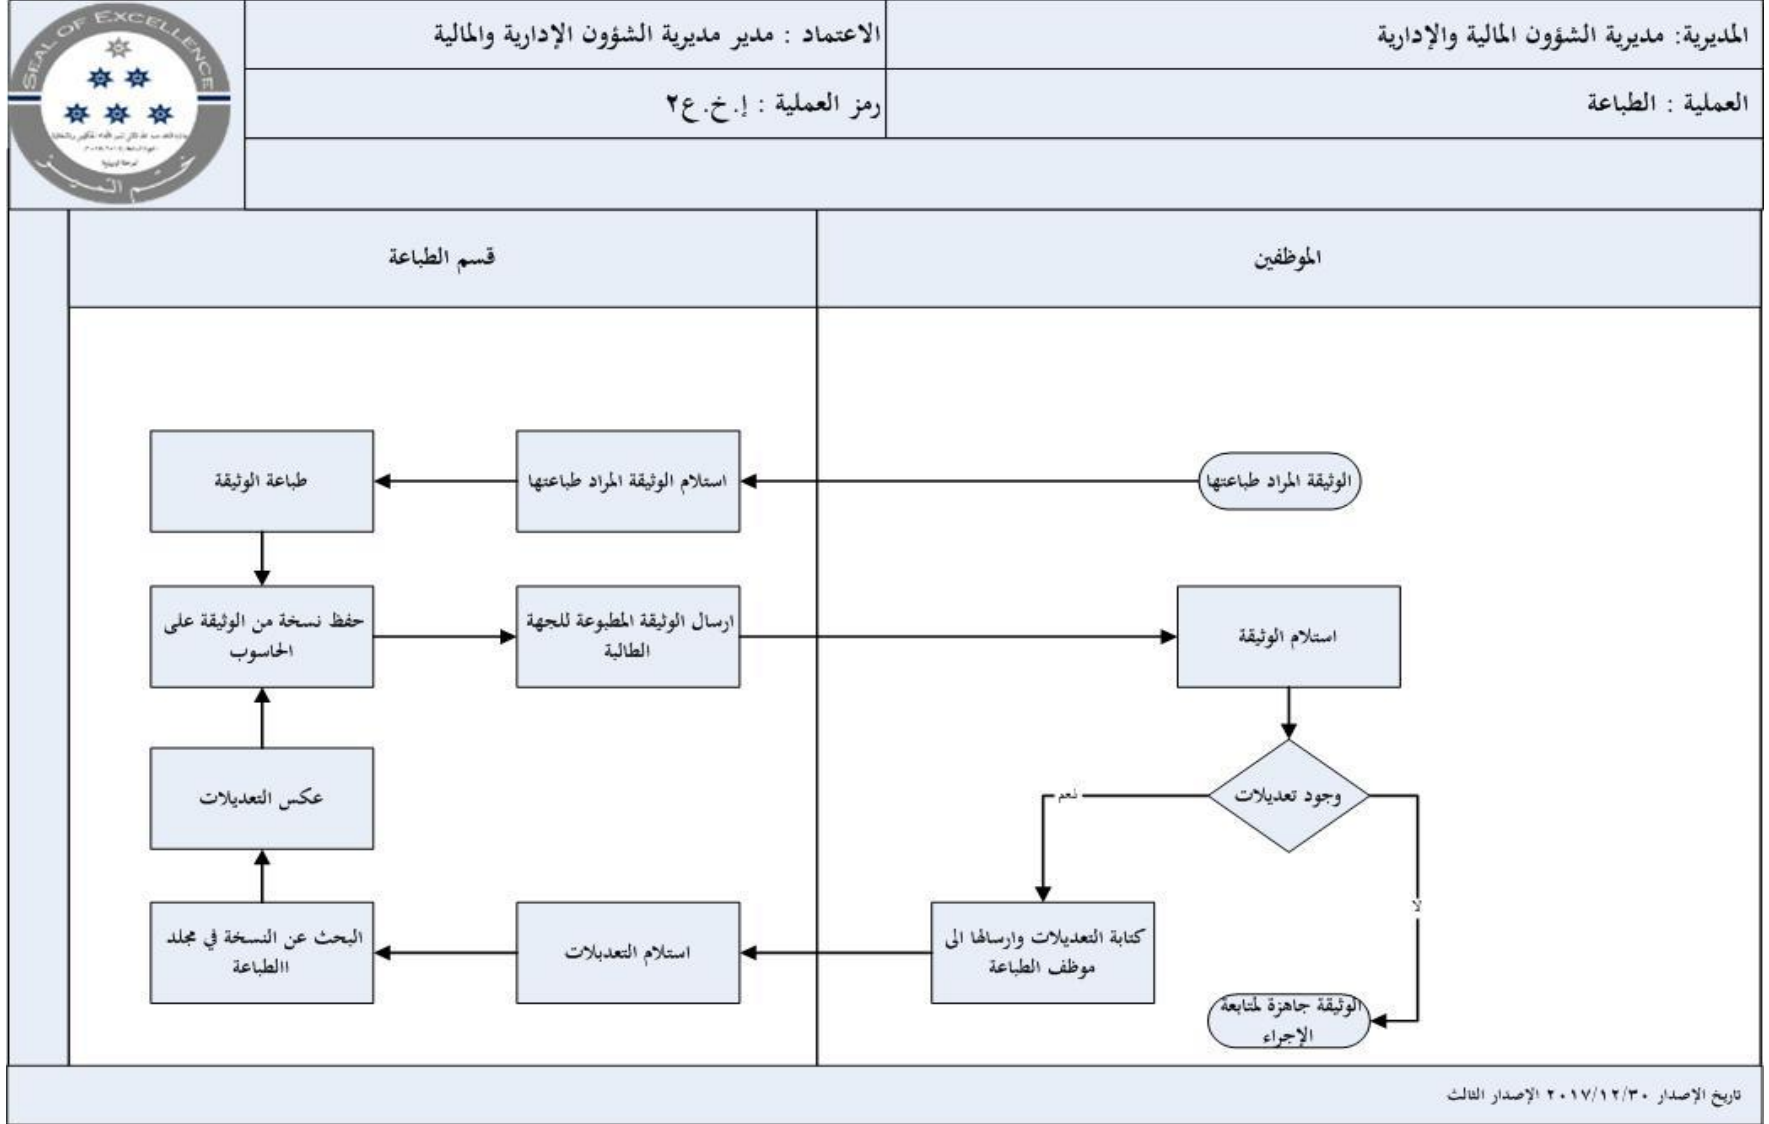 المديرية: مديرية الشؤون المالية والإدارية
الاعتماد : مدير مديرية الشؤون الإدارية والمالية
العملية : الطباعة
رمز العملية : إ.خ.ع٢
SEAL OF EXCELLENCE
ختم التميز
الموظفين
قسم الطباعة
الوثيقة المراد طباعتها
استلام الوثيقة المراد طباعتها
طباعة الوثيقة
حفظ نسخة من الوثيقة على
الحاسوب
ارسال الوثيقة المطبوعة للجهة
الطالبة
استلام الوثيقة
وجود تعديلات
نعم
لا
كتابة التعديلات وارسالها الى
موظف الطباعة
استلام التعديلات
البحث عن النسخة في مجلد
االطباعة
عكس التعديلات
الوثيقة جاهزة لمتابعة
الإجراء
تاريخ الإصدار ٢٠١٧/١٢/٣٠ الإصدار الثالث